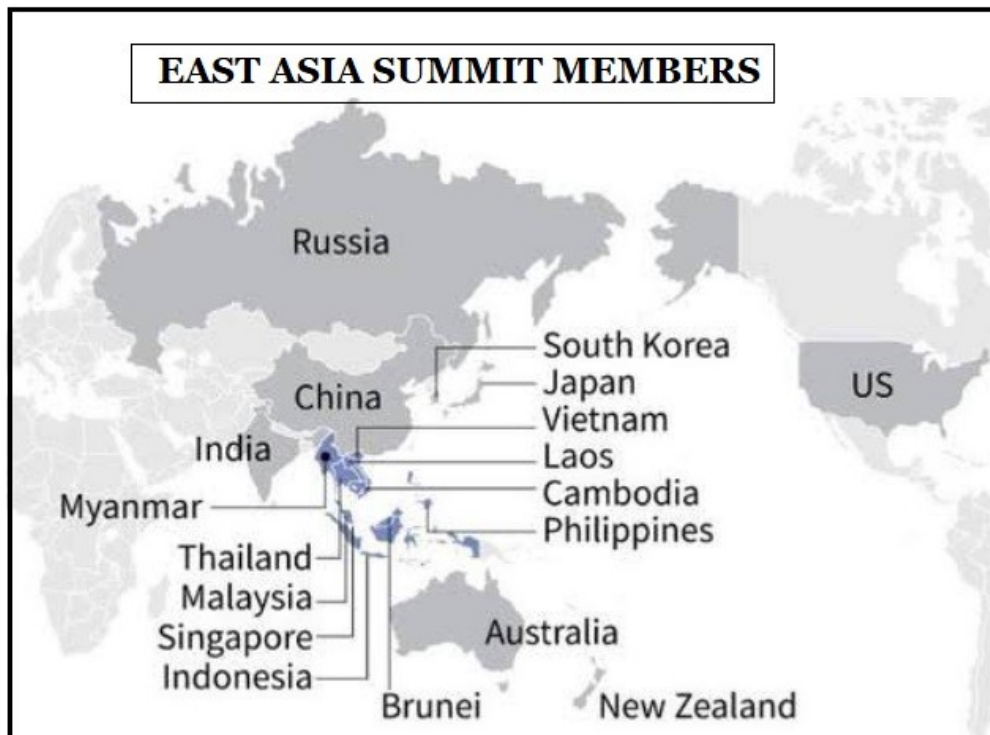 EAST ASIA SUMMIT MEMBERS
Russia
South Korea
China
Japan
US
Vietnam
India
Laos
Cambodia
Myanmar
Philippines
Thailand
Malaysia
Singapore
Australia
Indonesia
Brunei
New Zealand